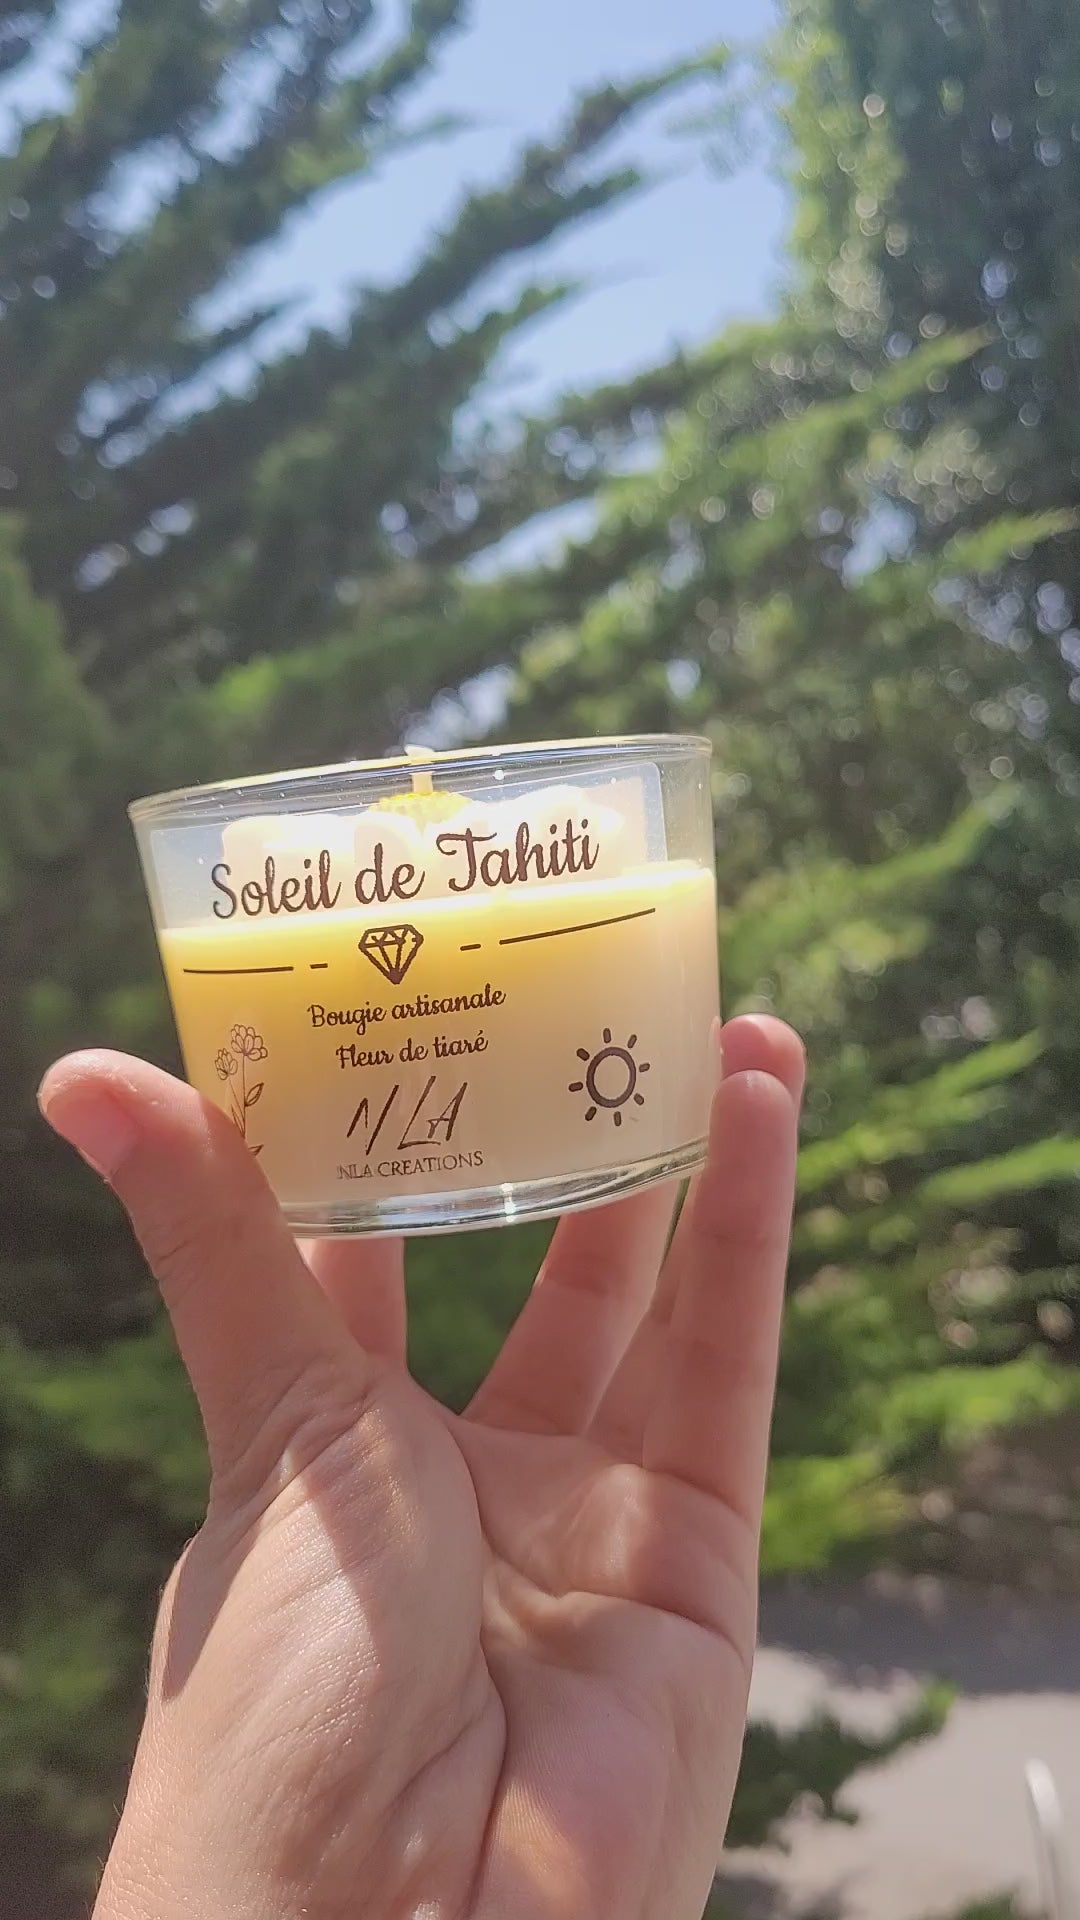 Soleil de Tahiti
Bougie artisanale
Fleur de tiaré
NLA
NLA CREATIONS